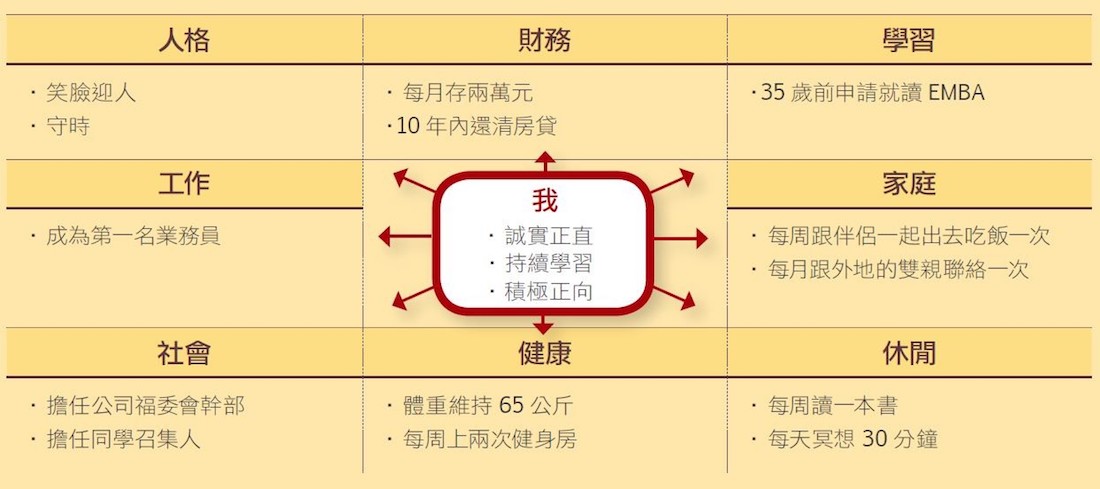 人格
・笑臉迎人
・守時
財務
・每月存兩萬元
・10 年內還清房貸
學習
・35 歲前申請就讀 EMBA
工作
・成為第一名業務員
我
・誠實正直
・持續學習
・積極正向
家庭
・每周跟伴侶一起出去吃飯一次
・每月跟外地的雙親聯絡一次
社會
・擔任公司福委會幹部
・擔任同學召集人
健康
・體重維持 65 公斤
・每周上兩次健身房
休閒
・每周讀一本書
・每天冥想 30 分鐘